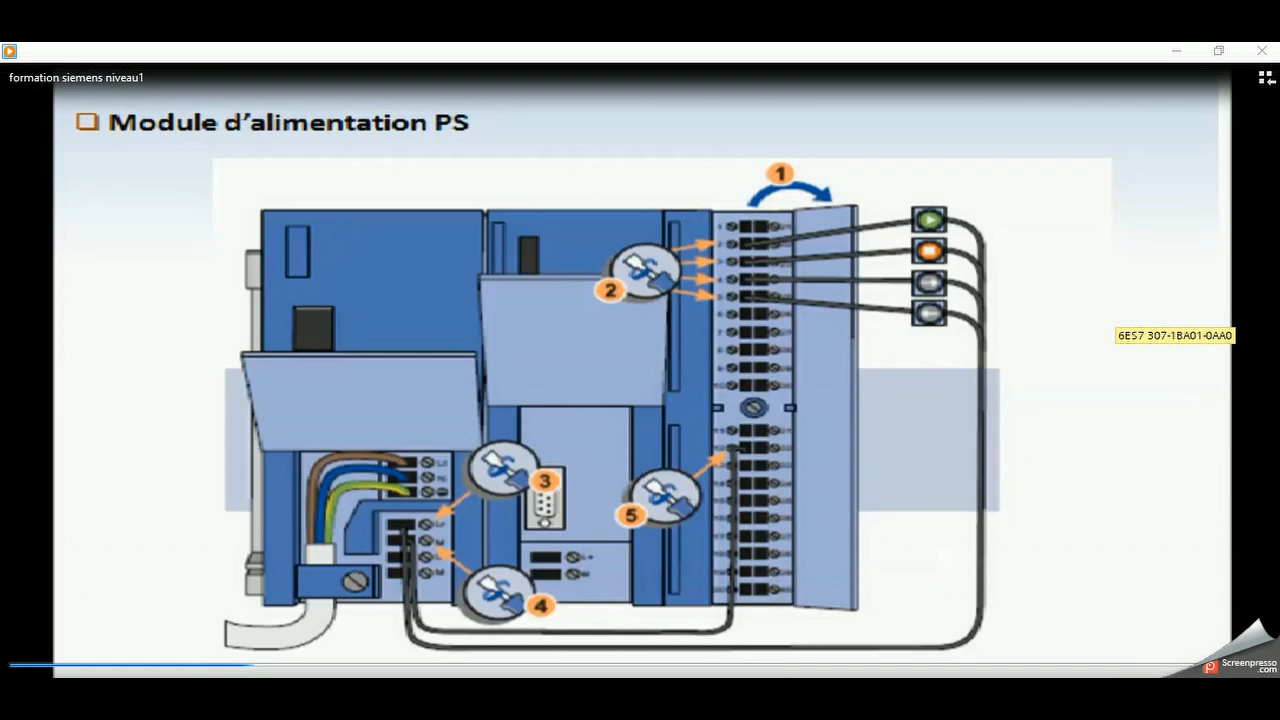 formation siemens niveau1
Module d'alimentation PS
1
2
6ES7 307-1BA01-0AA0
3
5
4
Screenpresso
.com